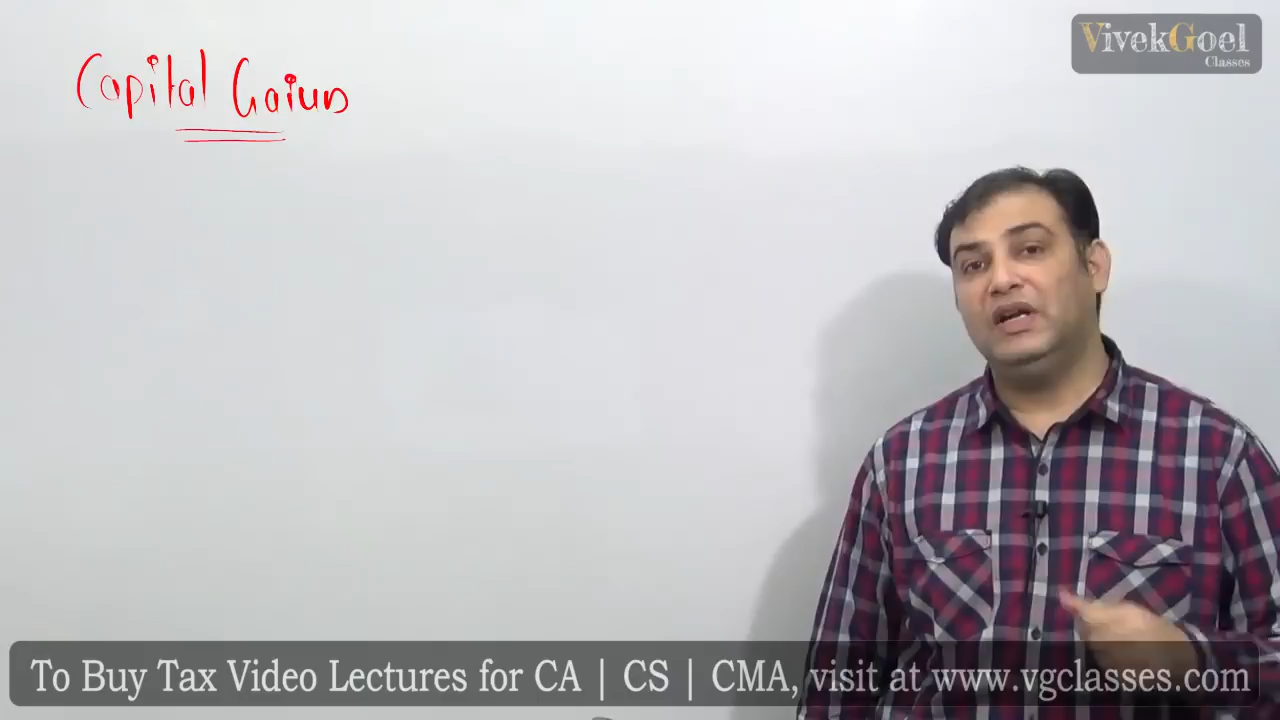 Capital Gains
VivekGoel
Classes
To Buy Tax Video Lectures for CA | CS | CMA, visit at www.vgclasses.com